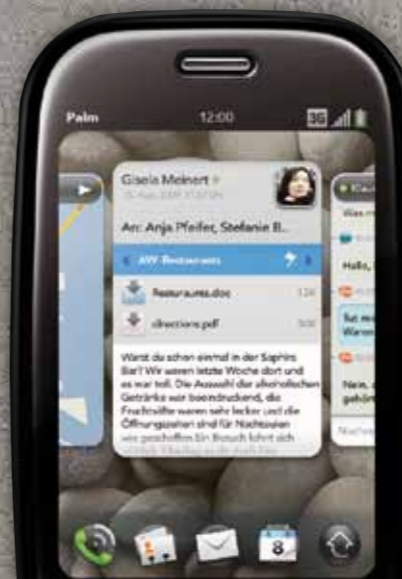 Palm 12:00 3G
Gisela Meinert
An: Anja Pfeifer, Stefanie B...
AW: Restaurants
Restaurants.doc
directions.pdf
Warst du schon einmal in der Saphire
Bar? Wir waren letzte Woche dort und
es war toll. Die Auswahl der alkoholischen
Getränke war beeindruckend, die
Fruchtsäfte waren sehr lecker und die
Öffnungszeiten sind für Nachteulen
wie geschaffen. Ein Besuch lohnt sich
Hallo,
Nein,
gehört
8